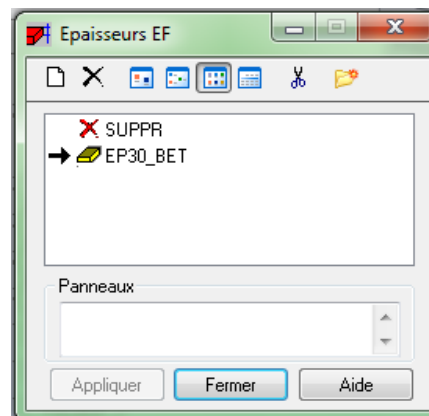 Epaisseurs EF
SUPPR
EP30_BET
Panneaux
Appliquer Fermer Aide